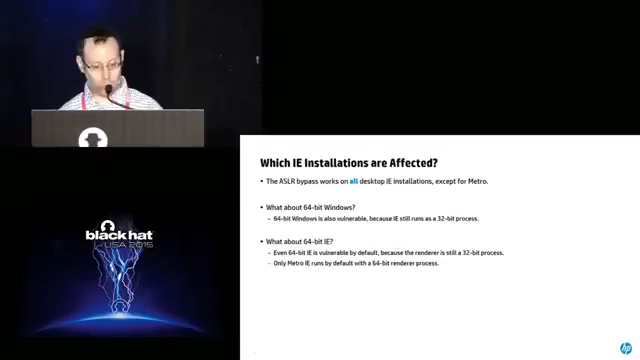 Which IE Installations are Affected?
• The ASLR bypass works on all desktop IE installations, except for Metro.
• What about 64-bit Windows?
– 64-bit Windows is also vulnerable, because IE still runs as a 32-bit process.
• What about 64-bit IE?
– Even 64-bit IE is vulnerable by default, because the renderer is still a 32-bit process.
– Only Metro IE runs by default with a 64-bit renderer process.
black hat
USA 2015
hp